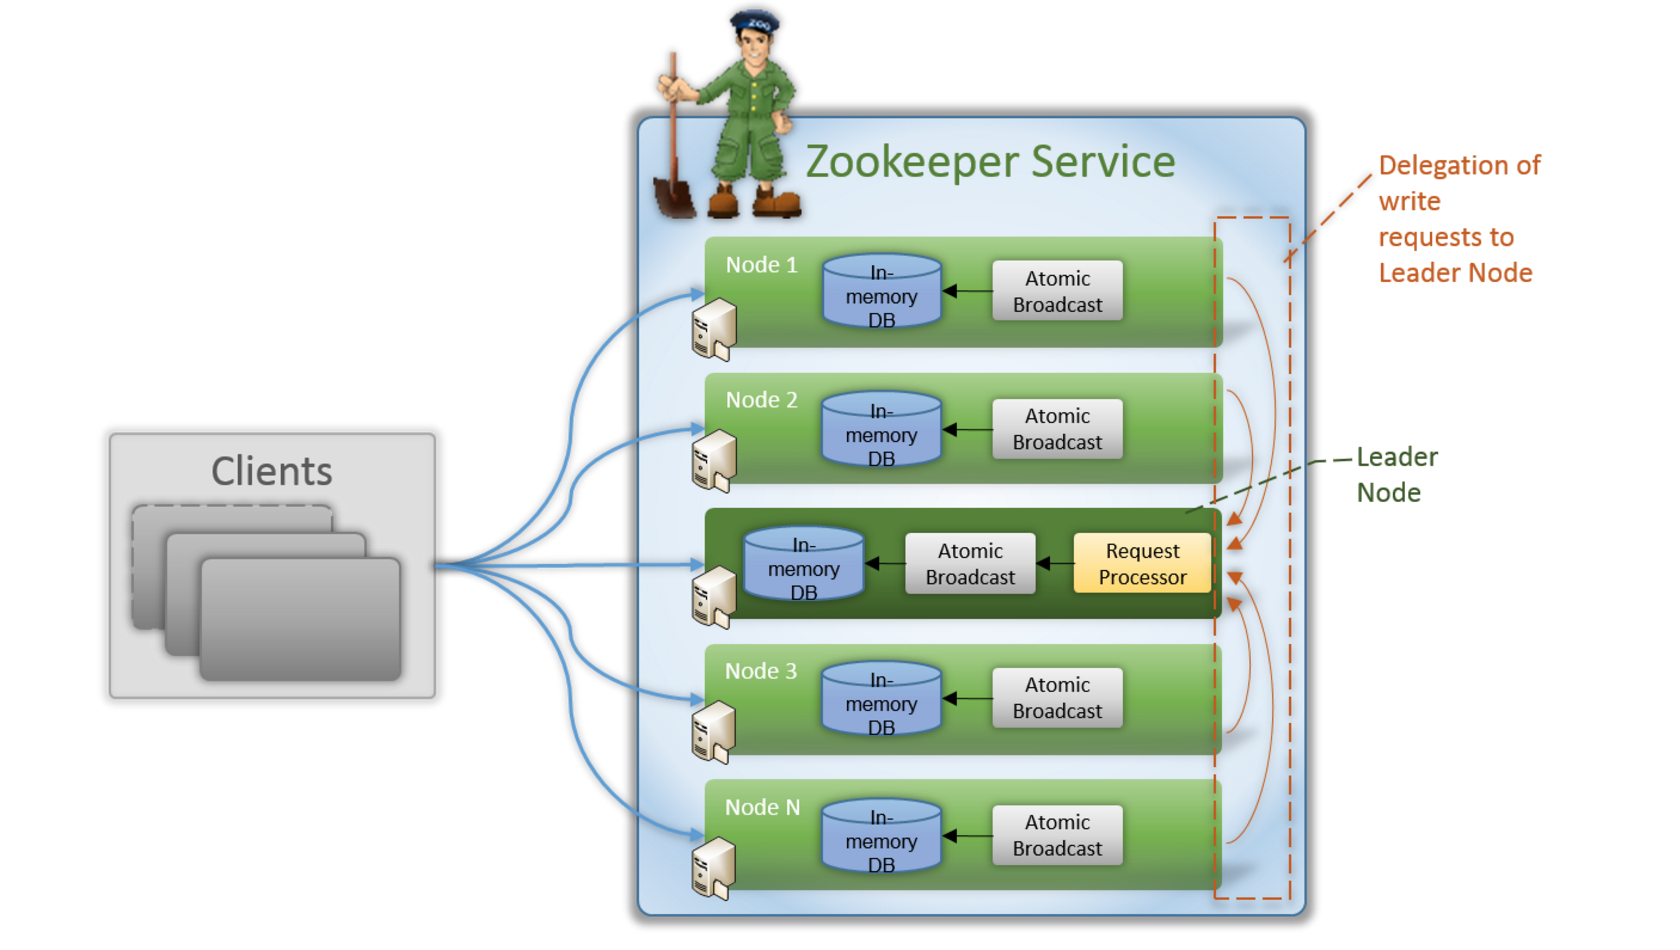 ZOO
Zookeeper Service
Delegation of
write
requests to
Leader Node
Node 1
In-
memory
DB
Atomic
Broadcast
Node 2
In-
memory
DB
Atomic
Broadcast
Leader
Node
Clients
In-
memory
DB
Atomic
Broadcast
Request
Processor
Node 3
In-
memory
DB
Atomic
Broadcast
Node N
In-
memory
DB
Atomic
Broadcast